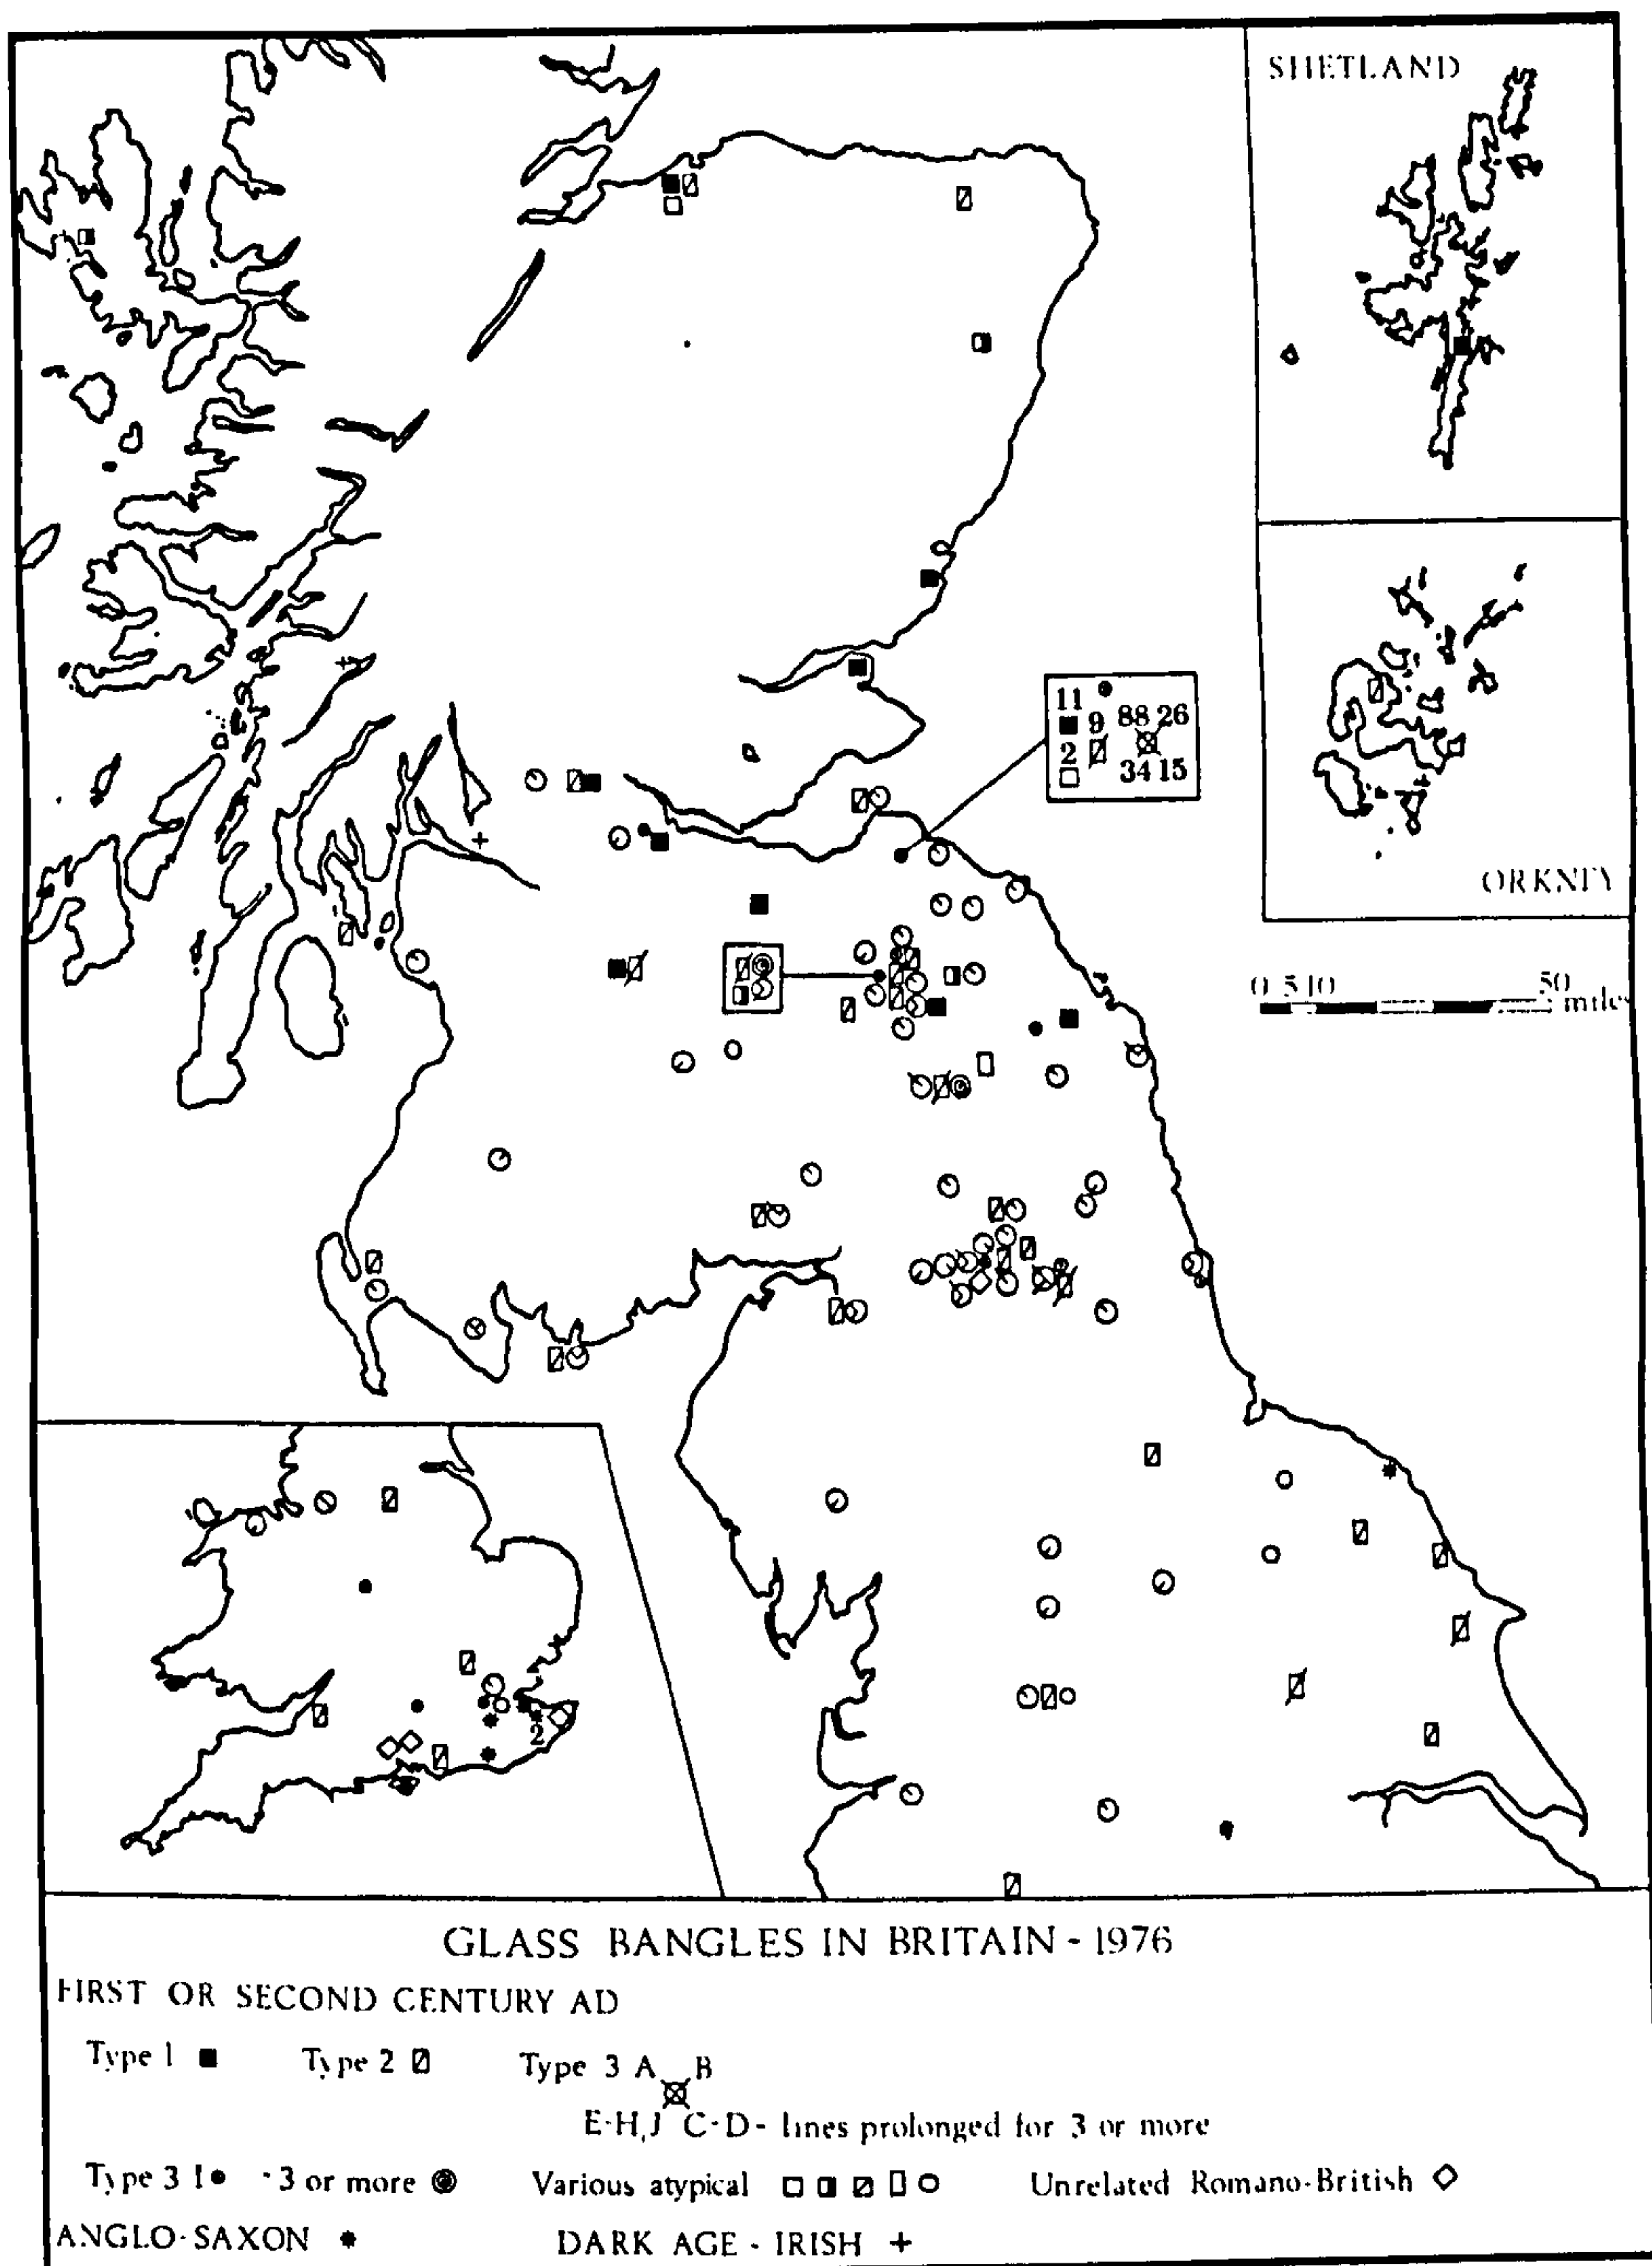 SHETLAND
ORKNEY
11
9 88 26
2
34 15
0 5 10 50
miles
2
GLASS BANGLES IN BRITAIN - 1976
FIRST OR SECOND CENTURY AD
Type 1 Type 2 Type 3 A B
E-H,J C-D - lines prolonged for 3 or more
Type 3 I - 3 or more Various atypical Unrelated Romano-British
ANGLO-SAXON DARK AGE - IRISH